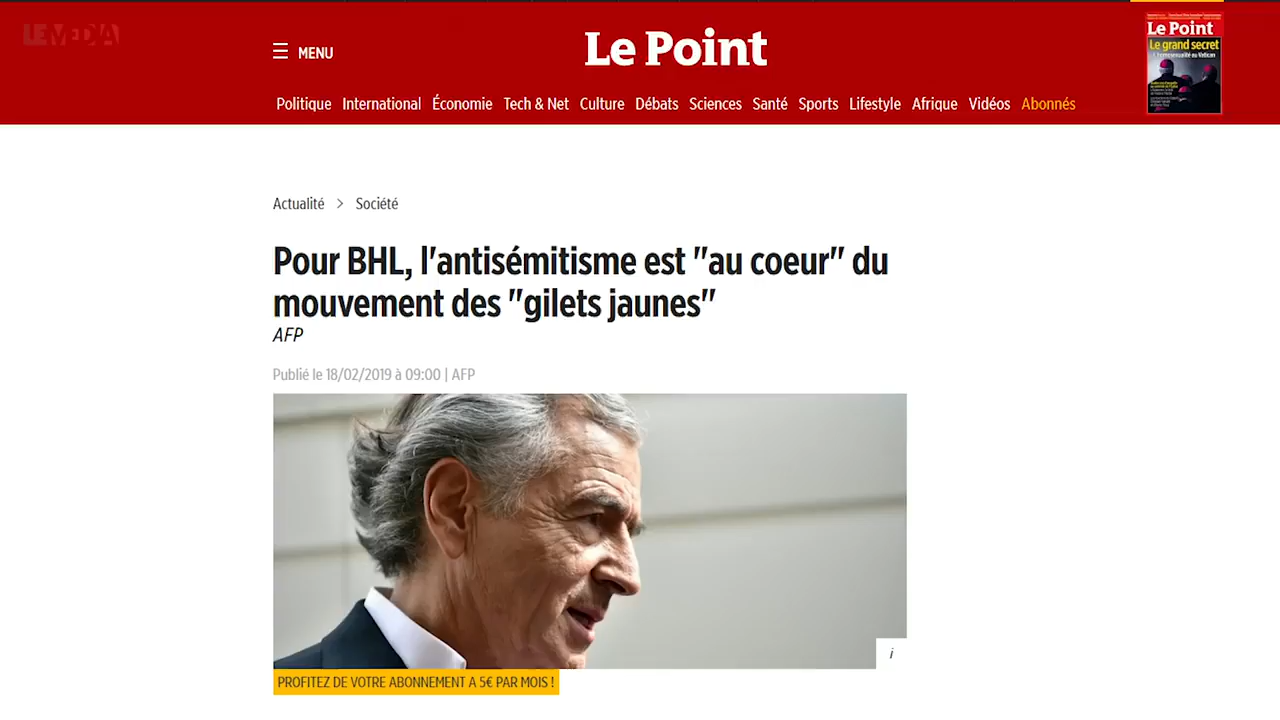 LEMEDIA
MENU
Le Point
Le Point
Le grand secret
Politique International Économie Tech & Net Culture Débats Sciences Santé Sports Lifestyle Afrique Vidéos Abonnés
Actualité > Société
Pour BHL, l'antisémitisme est "au coeur" du
mouvement des "gilets jaunes"
AFP
Publié le 18/02/2019 à 09:00 | AFP
i
PROFITEZ DE VOTRE ABONNEMENT A 5€ PAR MOIS !